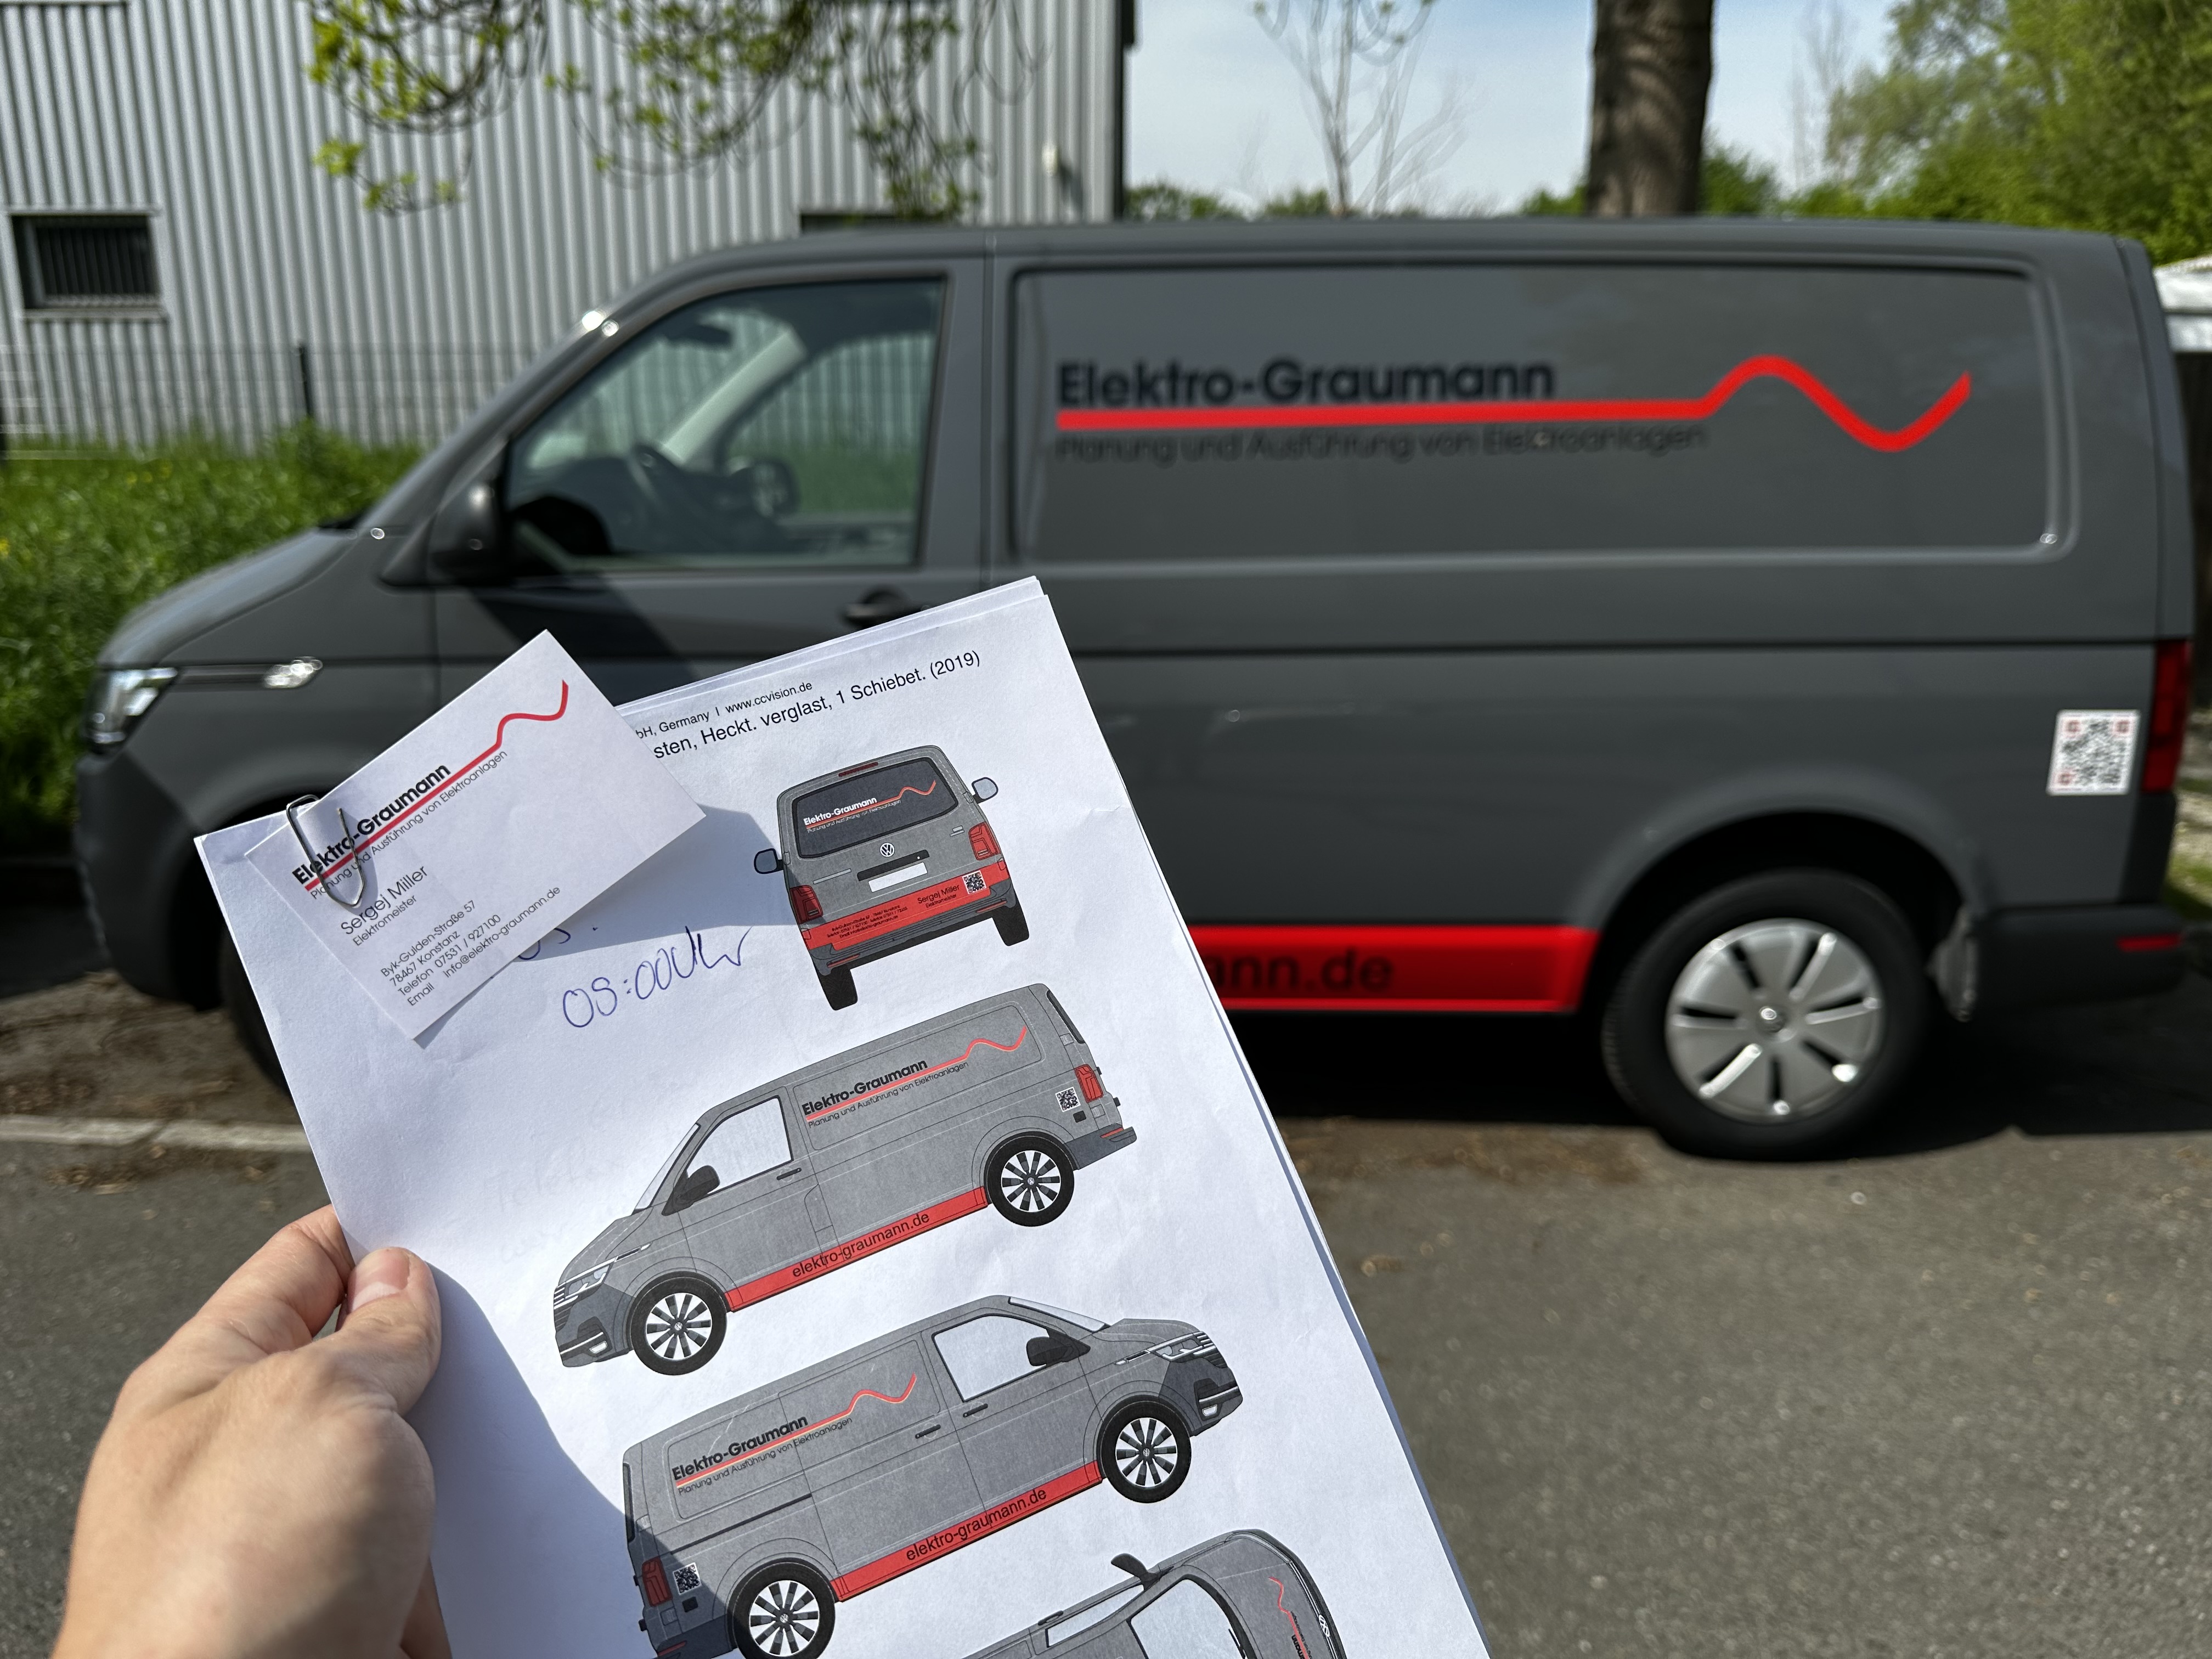 Elektro-Graumann
Planung und Ausführung von Elektroanlagen
ann.de
bH, Germany | www.ccvision.de
sten, Heckt. verglast, 1 Schiebet. (2019)
Elektro-Graumann
Planung und Ausführung von Elektroanlagen
Sergej Miller
Elektromeister
Byk-Gulden-Straße 57
78467 Konstanz
Telefon 07531 / 927100
Email info@elektro-graumann.de
08:00 Uhr
Elektro-Graumann
Planung und Ausführung von Elektroanlagen
Sergej Miller
Elektromeister
Elektro-Graumann
Planung und Ausführung von Elektroanlagen
elektro-graumann.de
Elektro-Graumann
Planung und Ausführung von Elektroanlagen
elektro-graumann.de